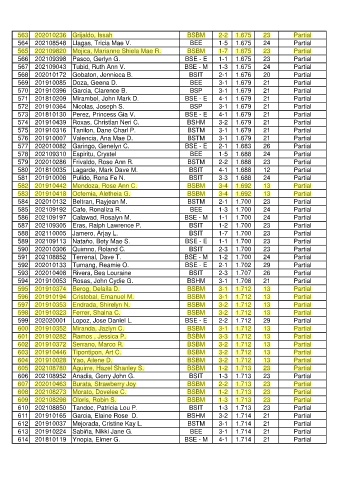 563 202010236 Grijaldo, Issiah BSBM 2-2 1.675 23 Partial
564 202108548 Llagas, Tricia Mae V. BEE 1-5 1.675 24 Partial
565 202109820 Mojica, Marianne Shiela Mae R. BSBM 1-7 1.675 23 Partial
566 202109398 Pasco, Gerlyn G. BSE - E 1-1 1.675 23 Partial
567 202109043 Tubid, Ruth Ann V. BSE - M 1-3 1.675 24 Partial
568 202010172 Gobaton, Jennieca B. BSIT 2-1 1.676 20 Partial
569 201910085 Doza, Geena D. BEE 3-1 1.679 21 Partial
570 201910396 Garcia, Clarence B. BSP 3-1 1.679 21 Partial
571 201810209 Mirambel, John Mark D. BSE - E 4-1 1.679 21 Partial
572 201910364 Nicolas, Joseph S. BSP 3-1 1.679 21 Partial
573 201810130 Perez, Princess Gia V. BSE - E 4-1 1.679 21 Partial
574 201910439 Roxas, Christian Neri C. BSHM 3-2 1.679 21 Partial
575 201910316 Tanilon, Dane Charl P. BSTM 3-1 1.679 21 Partial
576 201910007 Valencia, Ana Mae D. BSTM 3-1 1.679 21 Partial
577 202010082 Garingo, Genelyn C. BSE - E 2-1 1.683 26 Partial
578 202109310 Espiritu, Crystel BEE 1-5 1.688 24 Partial
579 202010286 Frivaldo, Rose Ann R. BSTM 2-2 1.688 23 Partial
580 201810035 Lagarde, Mark Dave M. BSIT 4-1 1.688 12 Partial
581 201910006 Pulido, Rona Fe N. BSIT 3-3 1.688 24 Partial
582 201910442 Mendoza, Rose Ann C. BSBM 3-4 1.692 13 Partial
583 201910418 Oclemia, Aletheia G. BSBM 3-4 1.692 13 Partial
584 202010132 Beltran, Rayjean M. BSTM 2-1 1.700 23 Partial
585 202109192 Cafe, Ronaliza R. BEE 1-3 1.700 24 Partial
586 202109197 Calawod, Rosalyn M. BSE - M 1-1 1.700 24 Partial
587 202109305 Eras, Ralph Lawrence P. BSIT 1-2 1.700 23 Partial
588 202110005 Jamero, Arjay L. BSIT 1-7 1.700 23 Partial
589 202109113 Nataño, Bety Mae S. BSE - E 1-1 1.700 23 Partial
590 202010306 Quinno, Roland C. BSIT 2-3 1.700 23 Partial
591 202108852 Terrenal, Dave T. BSE - M 1-2 1.700 24 Partial
592 202010133 Tumang, Reamie O. BSE - E 2-1 1.702 29 Partial
593 202010408 Rivera, Bea Louraine BSIT 2-3 1.707 26 Partial
594 201910053 Rosas, John Cydie G. BSHM 3-1 1.708 21 Partial
595 201910374 Berog, Delaila D. BSBM 3-1 1.712 13 Partial
596 201910194 Cristobal, Emanuel M. BSBM 3-1 1.712 13 Partial
597 201910353 Endrada, Shirelyn N. BSBM 3-2 1.712 13 Partial
598 201910323 Ferrer, Shaina C. BSBM 3-2 1.712 13 Partial
599 202020001 Lopoz, Jose Daniel L. BSE - E 2-2 1.712 29 Partial
600 201910352 Miranda, Jazlyn C. BSBM 3-1 1.712 13 Partial
601 201910282 Ramos , Jessica P. BSBM 3-3 1.712 13 Partial
602 201910372 Serrano, Marco R. BSBM 3-2 1.712 13 Partial
603 201910446 Tipontipon, Art C. BSBM 3-2 1.712 13 Partial
604 201910028 Yao, Ailene D. BSBM 3-2 1.712 13 Partial
605 202108780 Aguirre, Hazel Shanley S. BSBM 1-2 1.713 23 Partial
606 202108952 Anadia, Gerry John G. BSIT 1-3 1.713 23 Partial
607 202010463 Burata, Strawberry Joy BSBM 2-2 1.713 23 Partial
608 202108273 Morato, Dovelee C. BSBM 1-2 1.713 23 Partial
609 202108296 Oloris, Robin S. BSBM 1-3 1.713 23 Partial
610 202108850 Tandoc, Patricia Lou P. BSIT 1-3 1.713 23 Partial
611 201910165 Garcia, Elaine Rose D. BSHM 3-2 1.714 21 Partial
612 201910037 Mejorada, Cristine Kay L. BSTM 3-1 1.714 21 Partial
613 201910224 Sabiña, Nikki Jane G. BEE 3-1 1.714 21 Partial
614 201810119 Ynopia, Elmer G. BSE - M 4-1 1.714 21 Partial